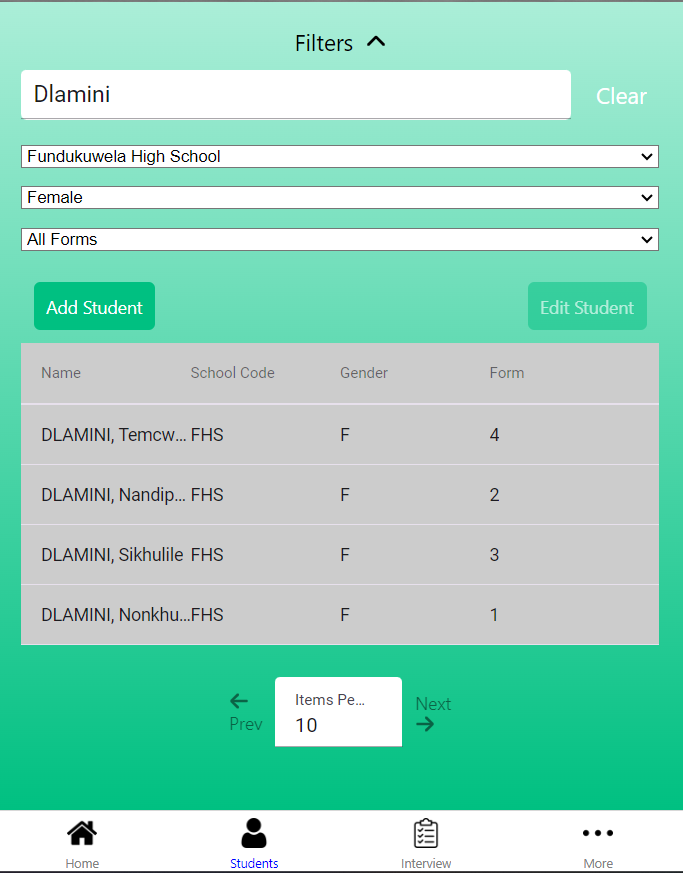 Filters
Dlamini Clear
Fundukuwela High School
Female
All Forms
Add Student Edit Student
Name School Code Gender Form
DLAMINI, Temcw... FHS F 4
DLAMINI, Nandip... FHS F 2
DLAMINI, Sikhulile FHS F 3
DLAMINI, Nonkhu... FHS F 1
Prev Items Pe... Next
10
Home Students Interview More